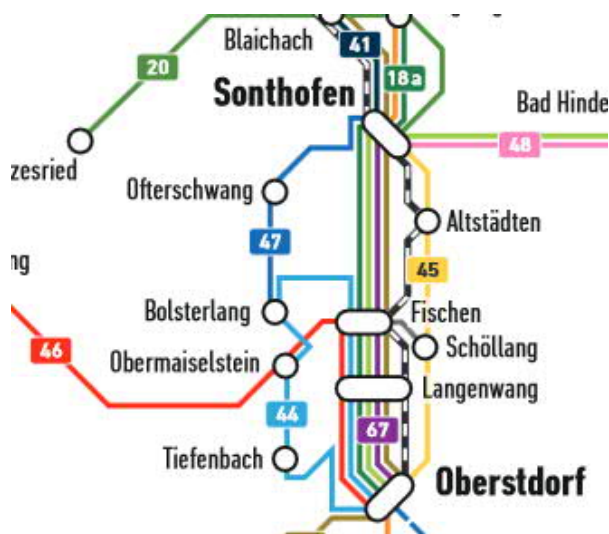 Blaichach
41
20
18a
Sonthofen
Bad Hinde
48
zesried
Ofterschwang
Altstädten
47
45
ng
Bolsterlang
Fischen
46
Obermaiselstein
Schöllang
Langenwang
44
67
Tiefenbach
Oberstdorf